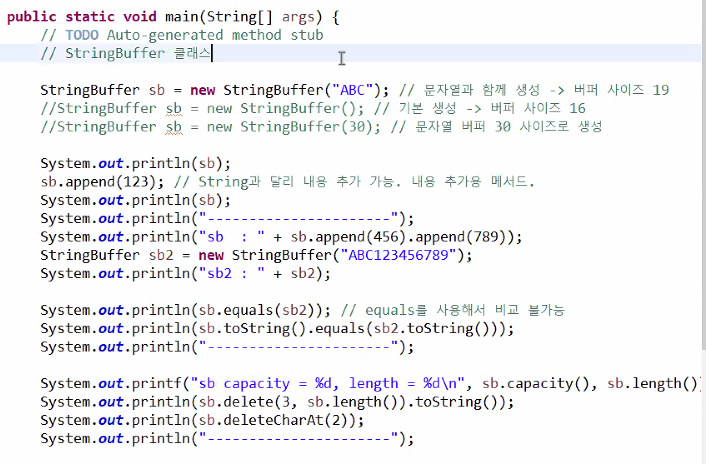 public static void main(String[] args) {
// TODO Auto-generated method stub
// StringBuffer 클래스
StringBuffer sb = new StringBuffer("ABC"); // 문자열과 함께 생성 -> 버퍼 사이즈 19
//StringBuffer sb = new StringBuffer(); // 기본 생성 -> 버퍼 사이즈 16
//StringBuffer sb = new StringBuffer(30); // 문자열 버퍼 30 사이즈로 생성
System.out.println(sb);
sb.append(123); // String과 달리 내용 추가 가능. 내용 추가용 메서드.
System.out.println(sb);
System.out.println("----------------------");
System.out.println("sb  : " + sb.append(456).append(789));
StringBuffer sb2 = new StringBuffer("ABC123456789");
System.out.println("sb2 : " + sb2);
System.out.println(sb.equals(sb2)); // equals를 사용해서 비교 불가능
System.out.println(sb.toString().equals(sb2.toString()));
System.out.println("----------------------");
System.out.printf("sb capacity = %d, length = %d\n", sb.capacity(), sb.length()
System.out.println(sb.delete(3, sb.length()).toString());
System.out.println(sb.deleteCharAt(2));
System.out.println("----------------------");